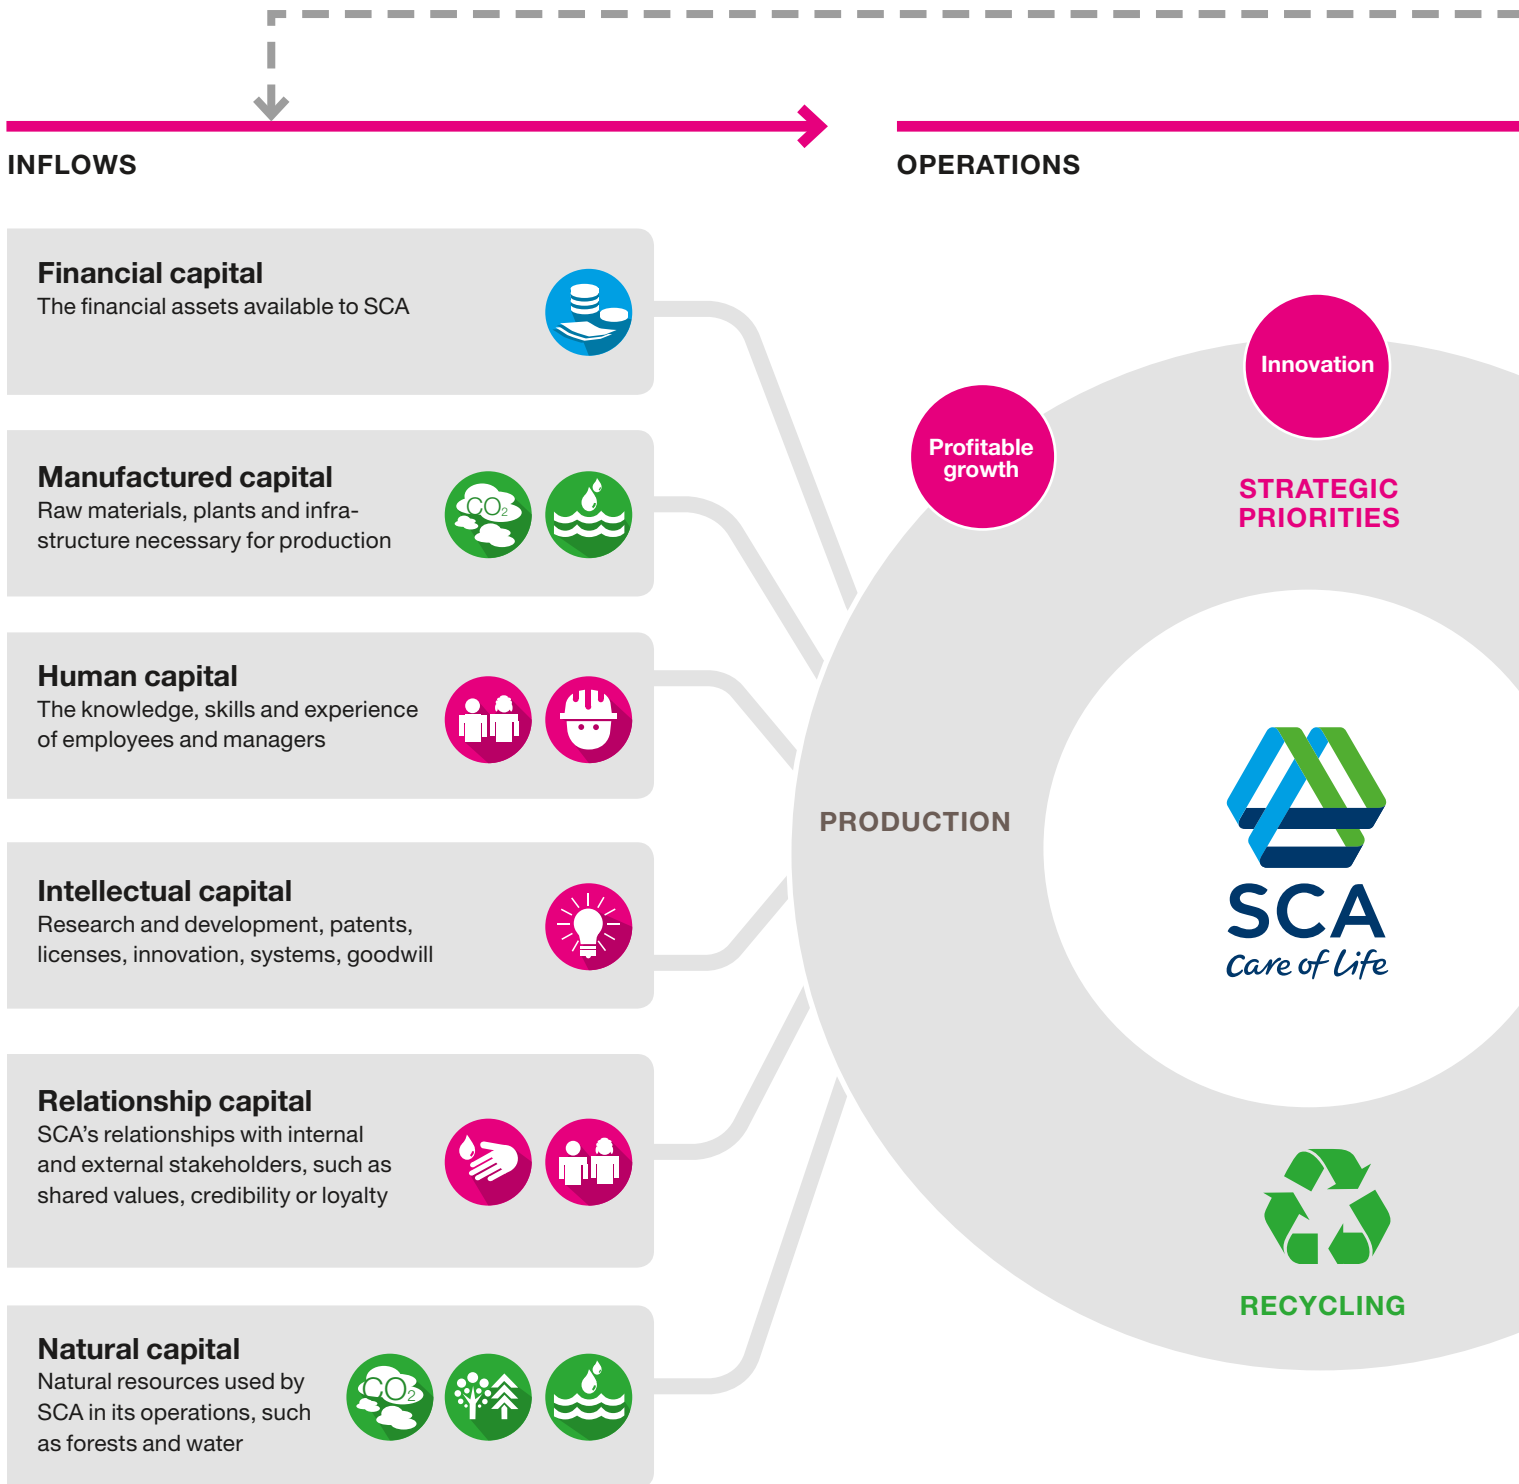 INFLOWS
OPERATIONS
Financial capital
The financial assets available to SCA
Manufactured capital
Raw materials, plants and infra-
structure necessary for production
CO₂
Human capital
The knowledge, skills and experience
of employees and managers
Intellectual capital
Research and development, patents,
licenses, innovation, systems, goodwill
Relationship capital
SCA’s relationships with internal
and external stakeholders, such as
shared values, credibility or loyalty
Natural capital
Natural resources used by
SCA in its operations, such
as forests and water
CO₂
Profitable
growth
Innovation
STRATEGIC
PRIORITIES
PRODUCTION
SCA
Care of Life
RECYCLING